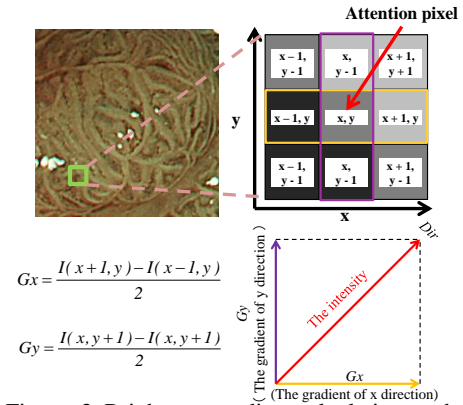 Attention pixel
x – 1, y - 1
x, y - 1
x + 1, y + 1
x – 1, y
x, y
x + 1, y
x – 1, y - 1
x, y - 1
x + 1, y - 1
y
x
Gx = I( x+1, y ) – I( x–1, y ) / 2
Gy = I( x, y+1 ) – I( x, y+1 ) / 2
Dir
Gy
( The gradient of y direction )
The intensity
Gx
(The gradient of x direction)